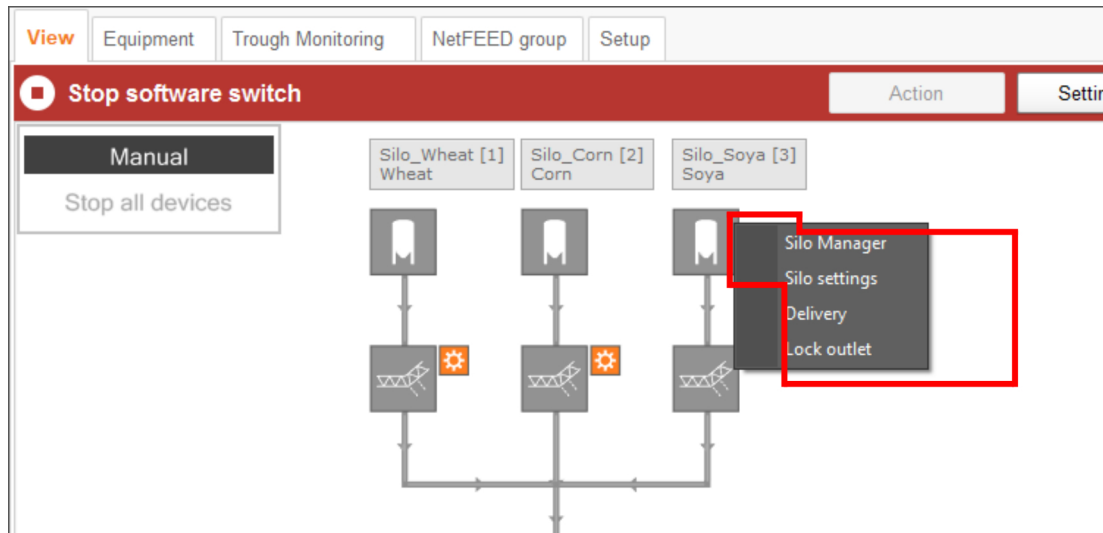 View Equipment Trough Monitoring NetFEED group Setup
Stop software switch Action
Manual
Stop all devices
Silo_Wheat [1] Silo_Corn [2] Silo_Soya [3]
Wheat Corn Soya
Silo Manager
Silo settings
Delivery
Lock outlet